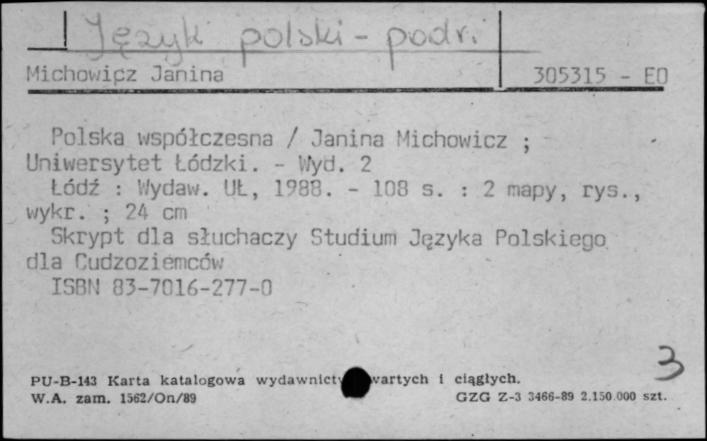 Język polski - podr.
Michowicz Janina 305315 - EO
Polska współczesna / Janina Michowicz ;
Uniwersytet Łódzki. - Wyd. 2
Łódź : Wydaw. UŁ, 1988. - 108 s. : 2 mapy, rys.,
wykr. ; 24 cm
Skrypt dla słuchaczy Studium Języka Polskiego
dla Cudzoziemców
ISBN 83-7016-277-0
3
PU-B-143 Karta katalogowa wydawnictw zwartych i ciągłych.
W.A. zam. 1562/On/89 GZG Z-3 3466-89 2.150.000 szt.